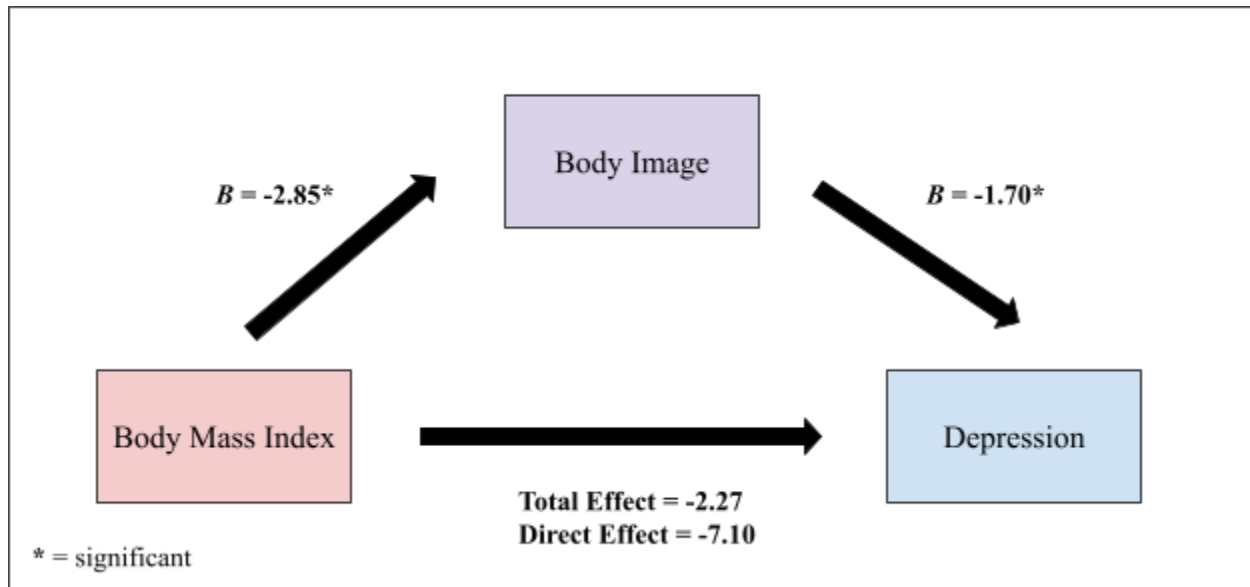 Body Image
B = -2.85*
B = -1.70*
Body Mass Index
Depression
Total Effect = -2.27
Direct Effect = -7.10
* = significant